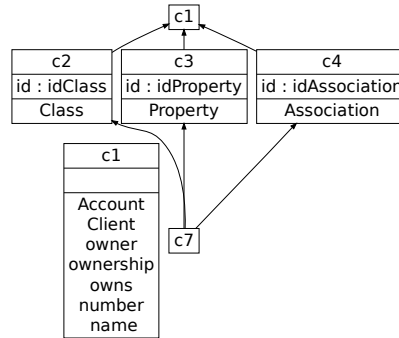 c1
c2
id : idClass
Class
c3
id : idProperty
Property
c4
id : idAssociation
Association
c1
Account
Client
owner
ownership
owns
number
name
c7